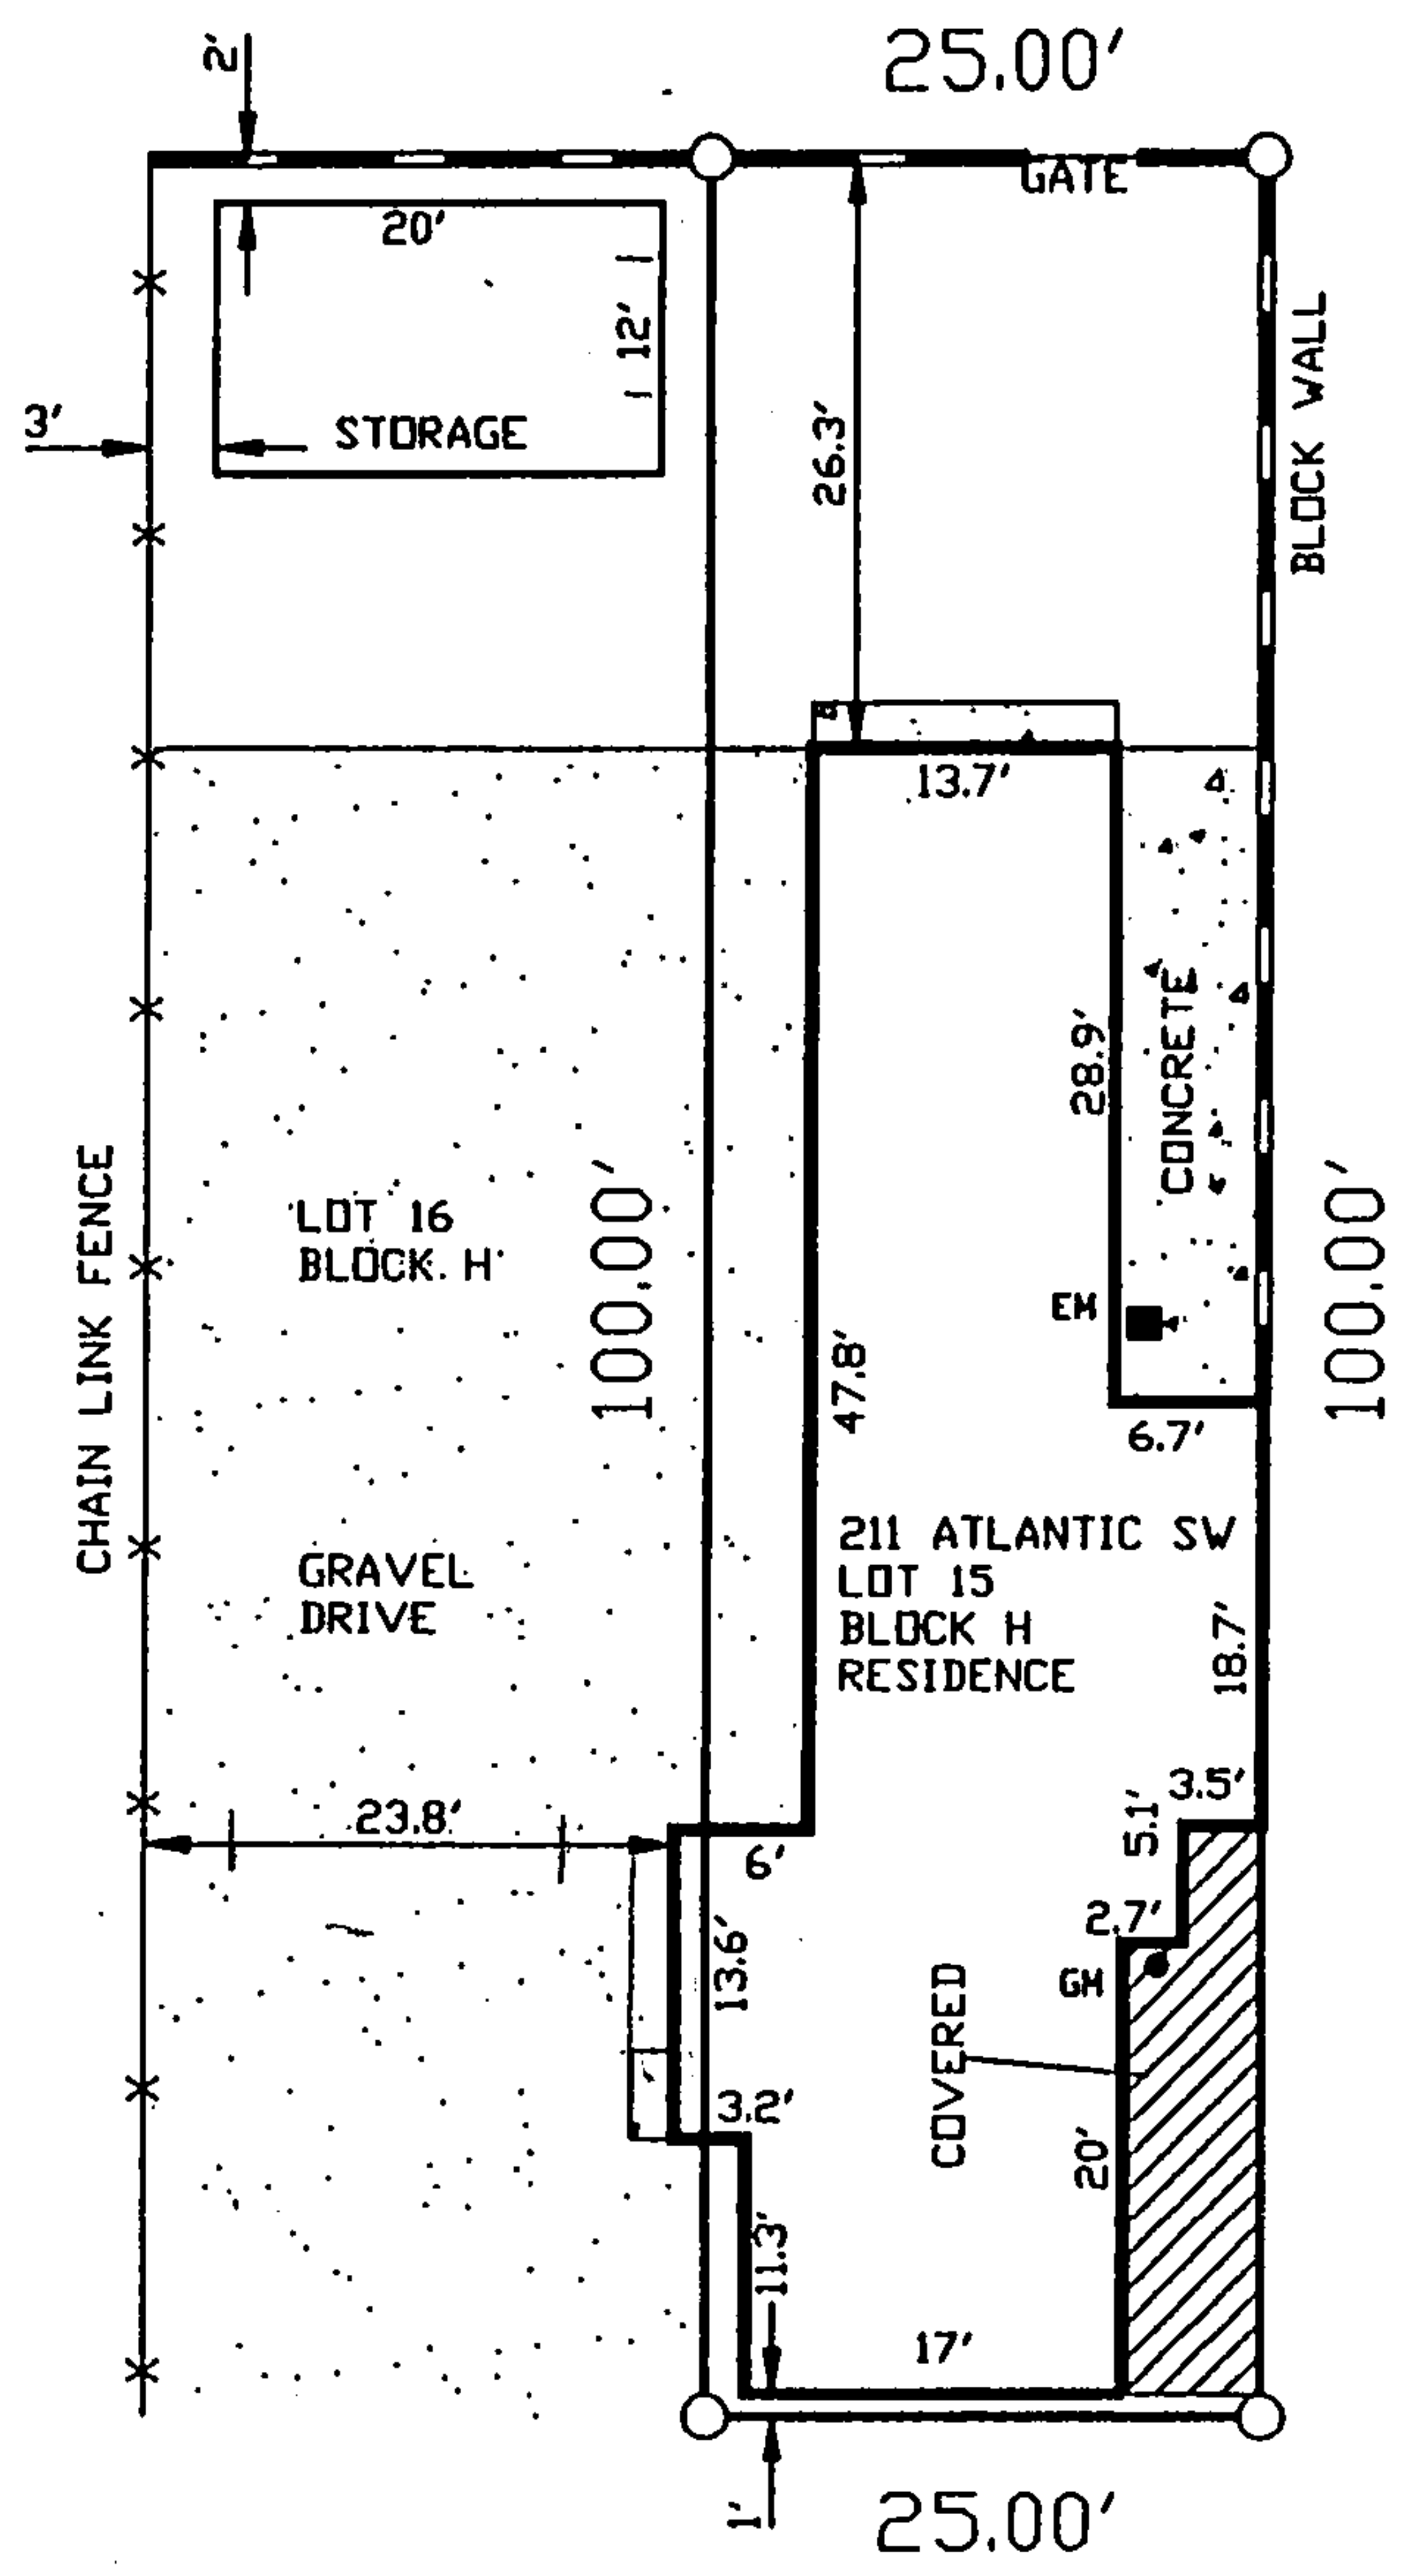 2'
25.00'
GATE
20'
12'
3'
STORAGE
26.3'
BLOCK WALL
13.7'
28.9'
CONCRETE
CHAIN LINK FENCE
LOT 16
BLOCK H
100.00'
100.00'
EM
47.8'
6.7'
211 ATLANTIC SW
LOT 15
BLOCK H
RESIDENCE
GRAVEL
DRIVE
18.7'
23.8'
3.5'
5.1'
6'
2.7'
13.6'
GM
COVERED
3.2'
20'
11.3'
17'
1'
25.00'